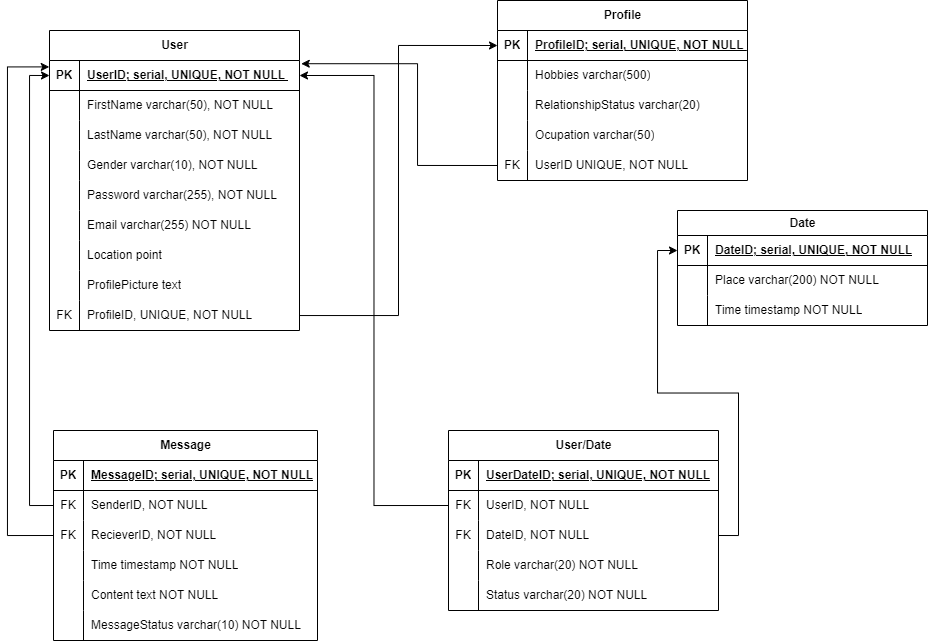 Profile
PK ProfileID; serial, UNIQUE, NOT NULL
Hobbies varchar(500)
RelationshipStatus varchar(20)
Ocupation varchar(50)
FK UserID UNIQUE, NOT NULL
User
PK UserID; serial, UNIQUE, NOT NULL
FirstName varchar(50), NOT NULL
LastName varchar(50), NOT NULL
Gender varchar(10), NOT NULL
Password varchar(255), NOT NULL
Email varchar(255) NOT NULL
Location point
ProfilePicture text
FK ProfileID, UNIQUE, NOT NULL
Date
PK DateID; serial, UNIQUE, NOT NULL
Place varchar(200) NOT NULL
Time timestamp NOT NULL
Message
PK MessageID; serial, UNIQUE, NOT NULL
FK SenderID, NOT NULL
FK RecieverID, NOT NULL
Time timestamp NOT NULL
Content text NOT NULL
MessageStatus varchar(10) NOT NULL
User/Date
PK UserDateID; serial, UNIQUE, NOT NULL
FK UserID, NOT NULL
FK DateID, NOT NULL
Role varchar(20) NOT NULL
Status varchar(20) NOT NULL